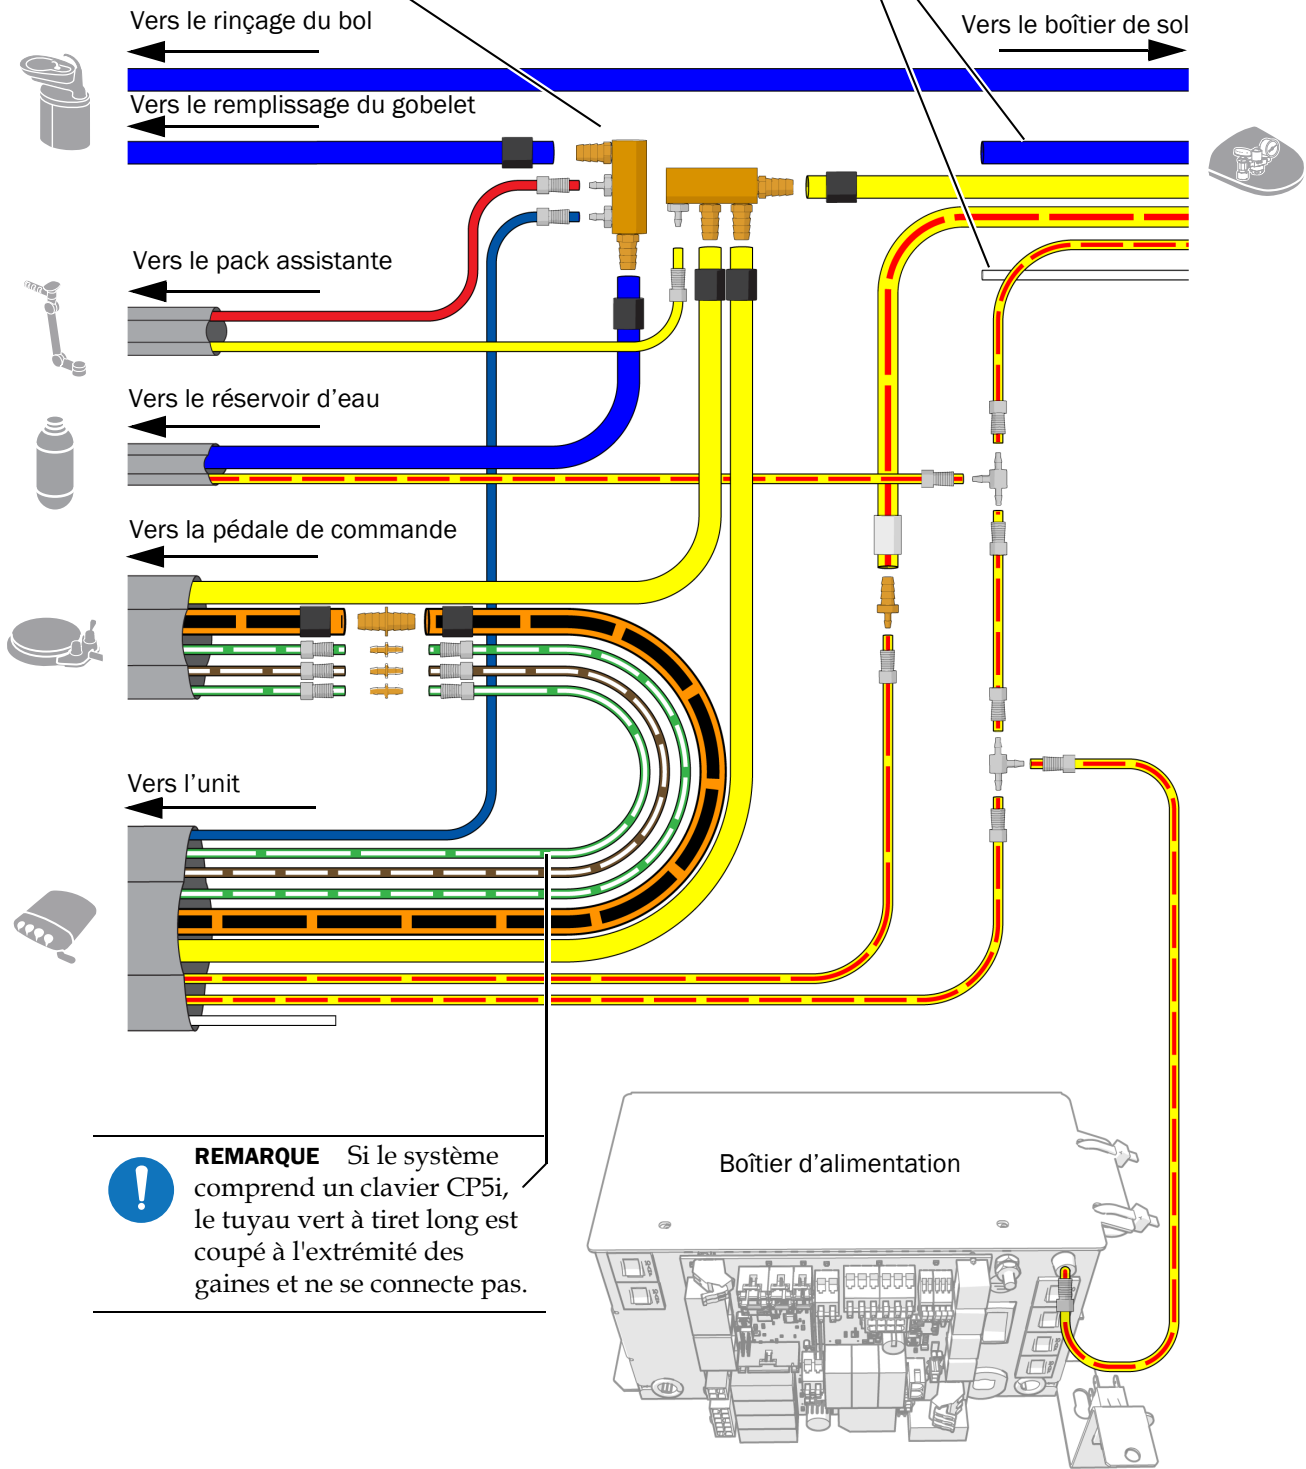 Vers le rinçage du bol
Vers le boîtier de sol
Vers le remplissage du gobelet
Vers le pack assistante
Vers le réservoir d’eau
Vers la pédale de commande
Vers l’unit
REMARQUE Si le système
comprend un clavier CP5i,
le tuyau vert à tiret long est
coupé à l'extrémité des
gaines et ne se connecte pas.
Boîtier d’alimentation